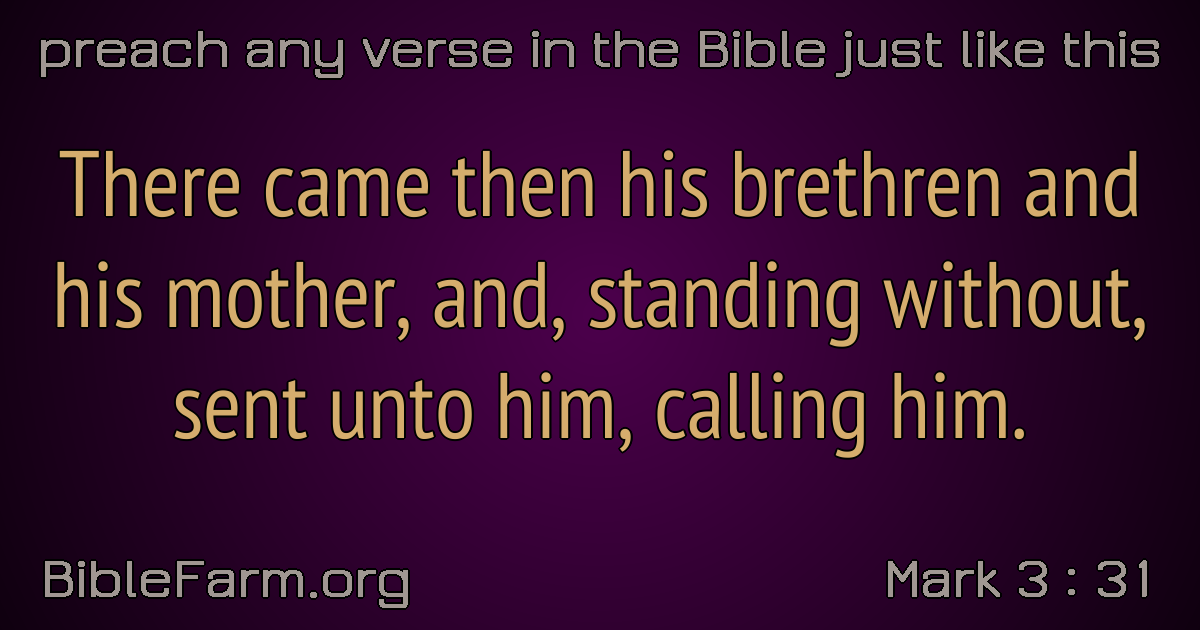 preach any verse in the Bible just like this
There came then his brethren and
his mother, and, standing without,
sent unto him, calling him.
BibleFarm.org
Mark 3 : 31